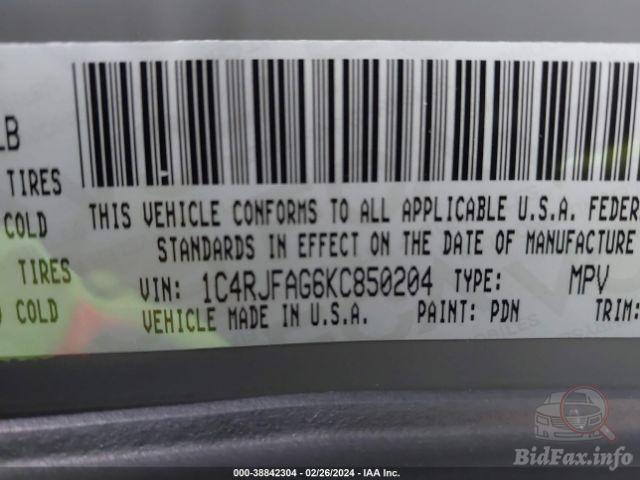 LB
TIRES
COLD
TIRES
COLD
THIS VEHICLE CONFORMS TO ALL APPLICABLE U.S.A. FEDER
STANDARDS IN EFFECT ON THE DATE OF MANUFACTURE
VIN: 1C4RJFAG6KC850204 TYPE: MPV
VEHICLE MADE IN U.S.A. PAINT: PDN TRIM:
000-38842304 - 02/26/2024 - IAA Inc.
BidFax.info